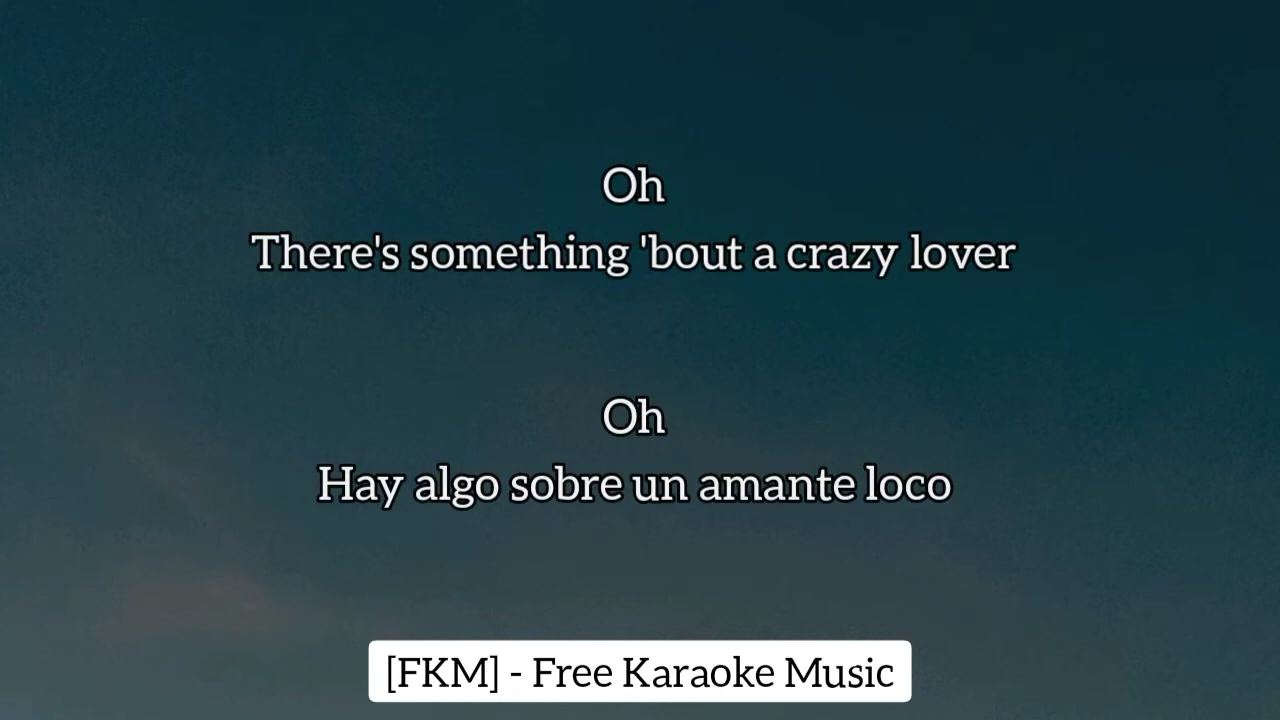 Oh
There's something 'bout a crazy lover
Oh
Hay algo sobre un amante loco
[FKM] - Free Karaoke Music